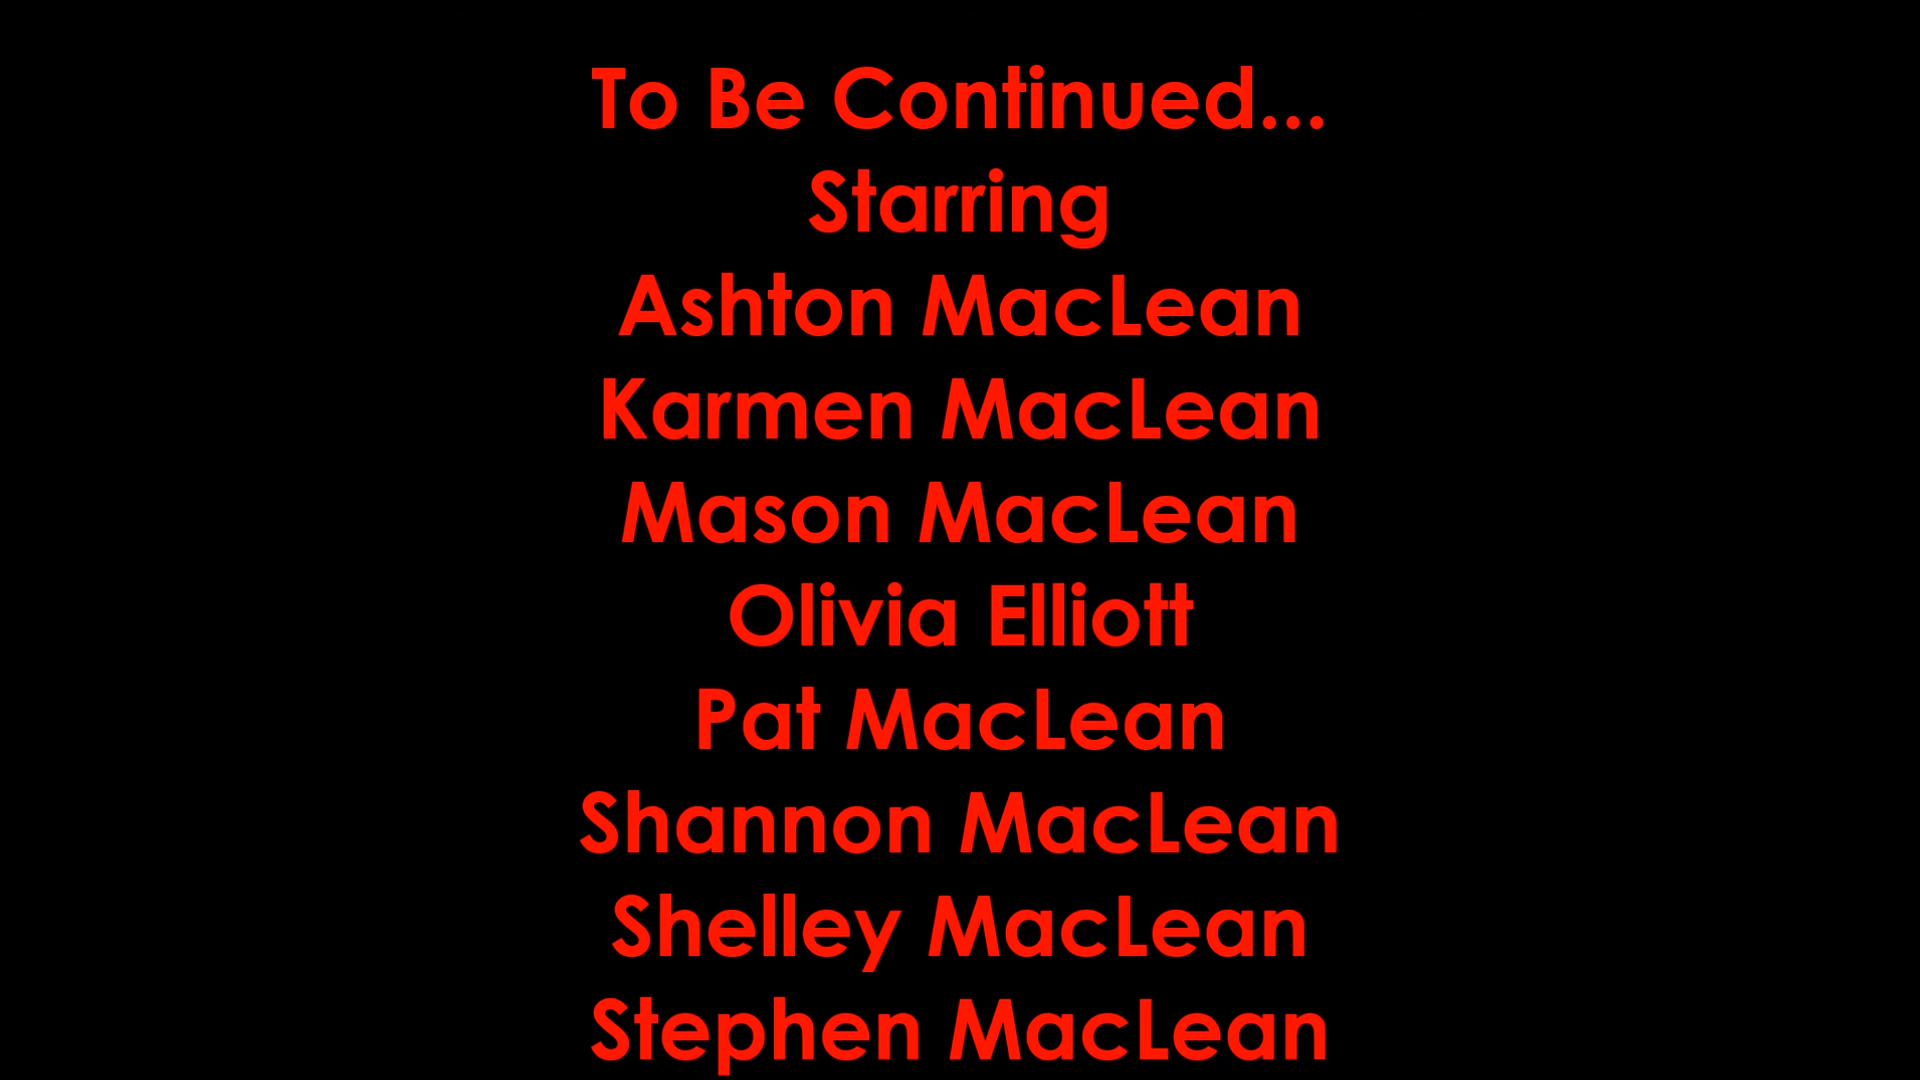 To Be Continued...
Starring
Ashton MacLean
Karmen MacLean
Mason MacLean
Olivia Elliott
Pat MacLean
Shannon MacLean
Shelley MacLean
Stephen MacLean